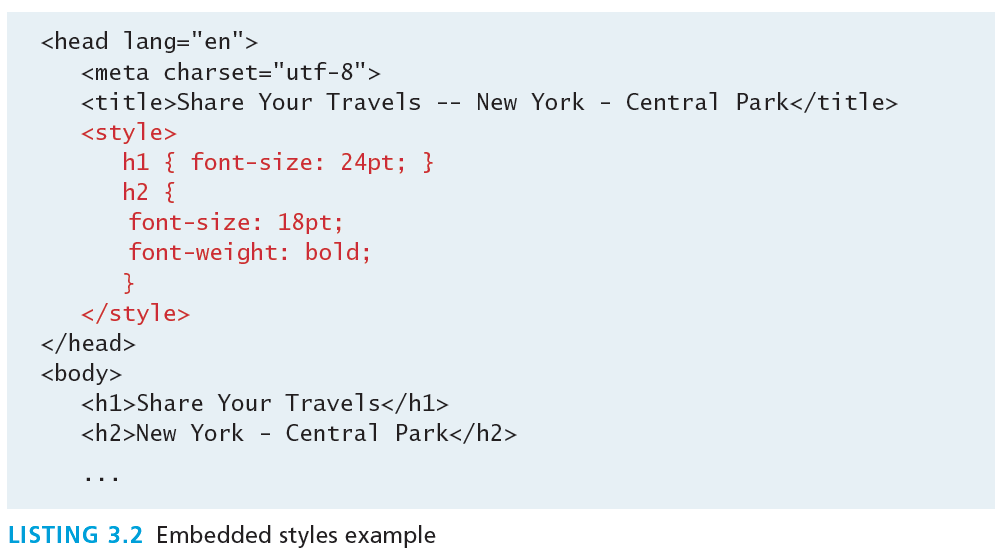 <head lang="en">
<meta charset="utf-8">
<title>Share Your Travels -- New York - Central Park</title>
<style>
h1 { font-size: 24pt; }
h2 {
font-size: 18pt;
font-weight: bold;
}
</style>
</head>
<body>
<h1>Share Your Travels</h1>
<h2>New York - Central Park</h2>
...
LISTING 3.2 Embedded styles example